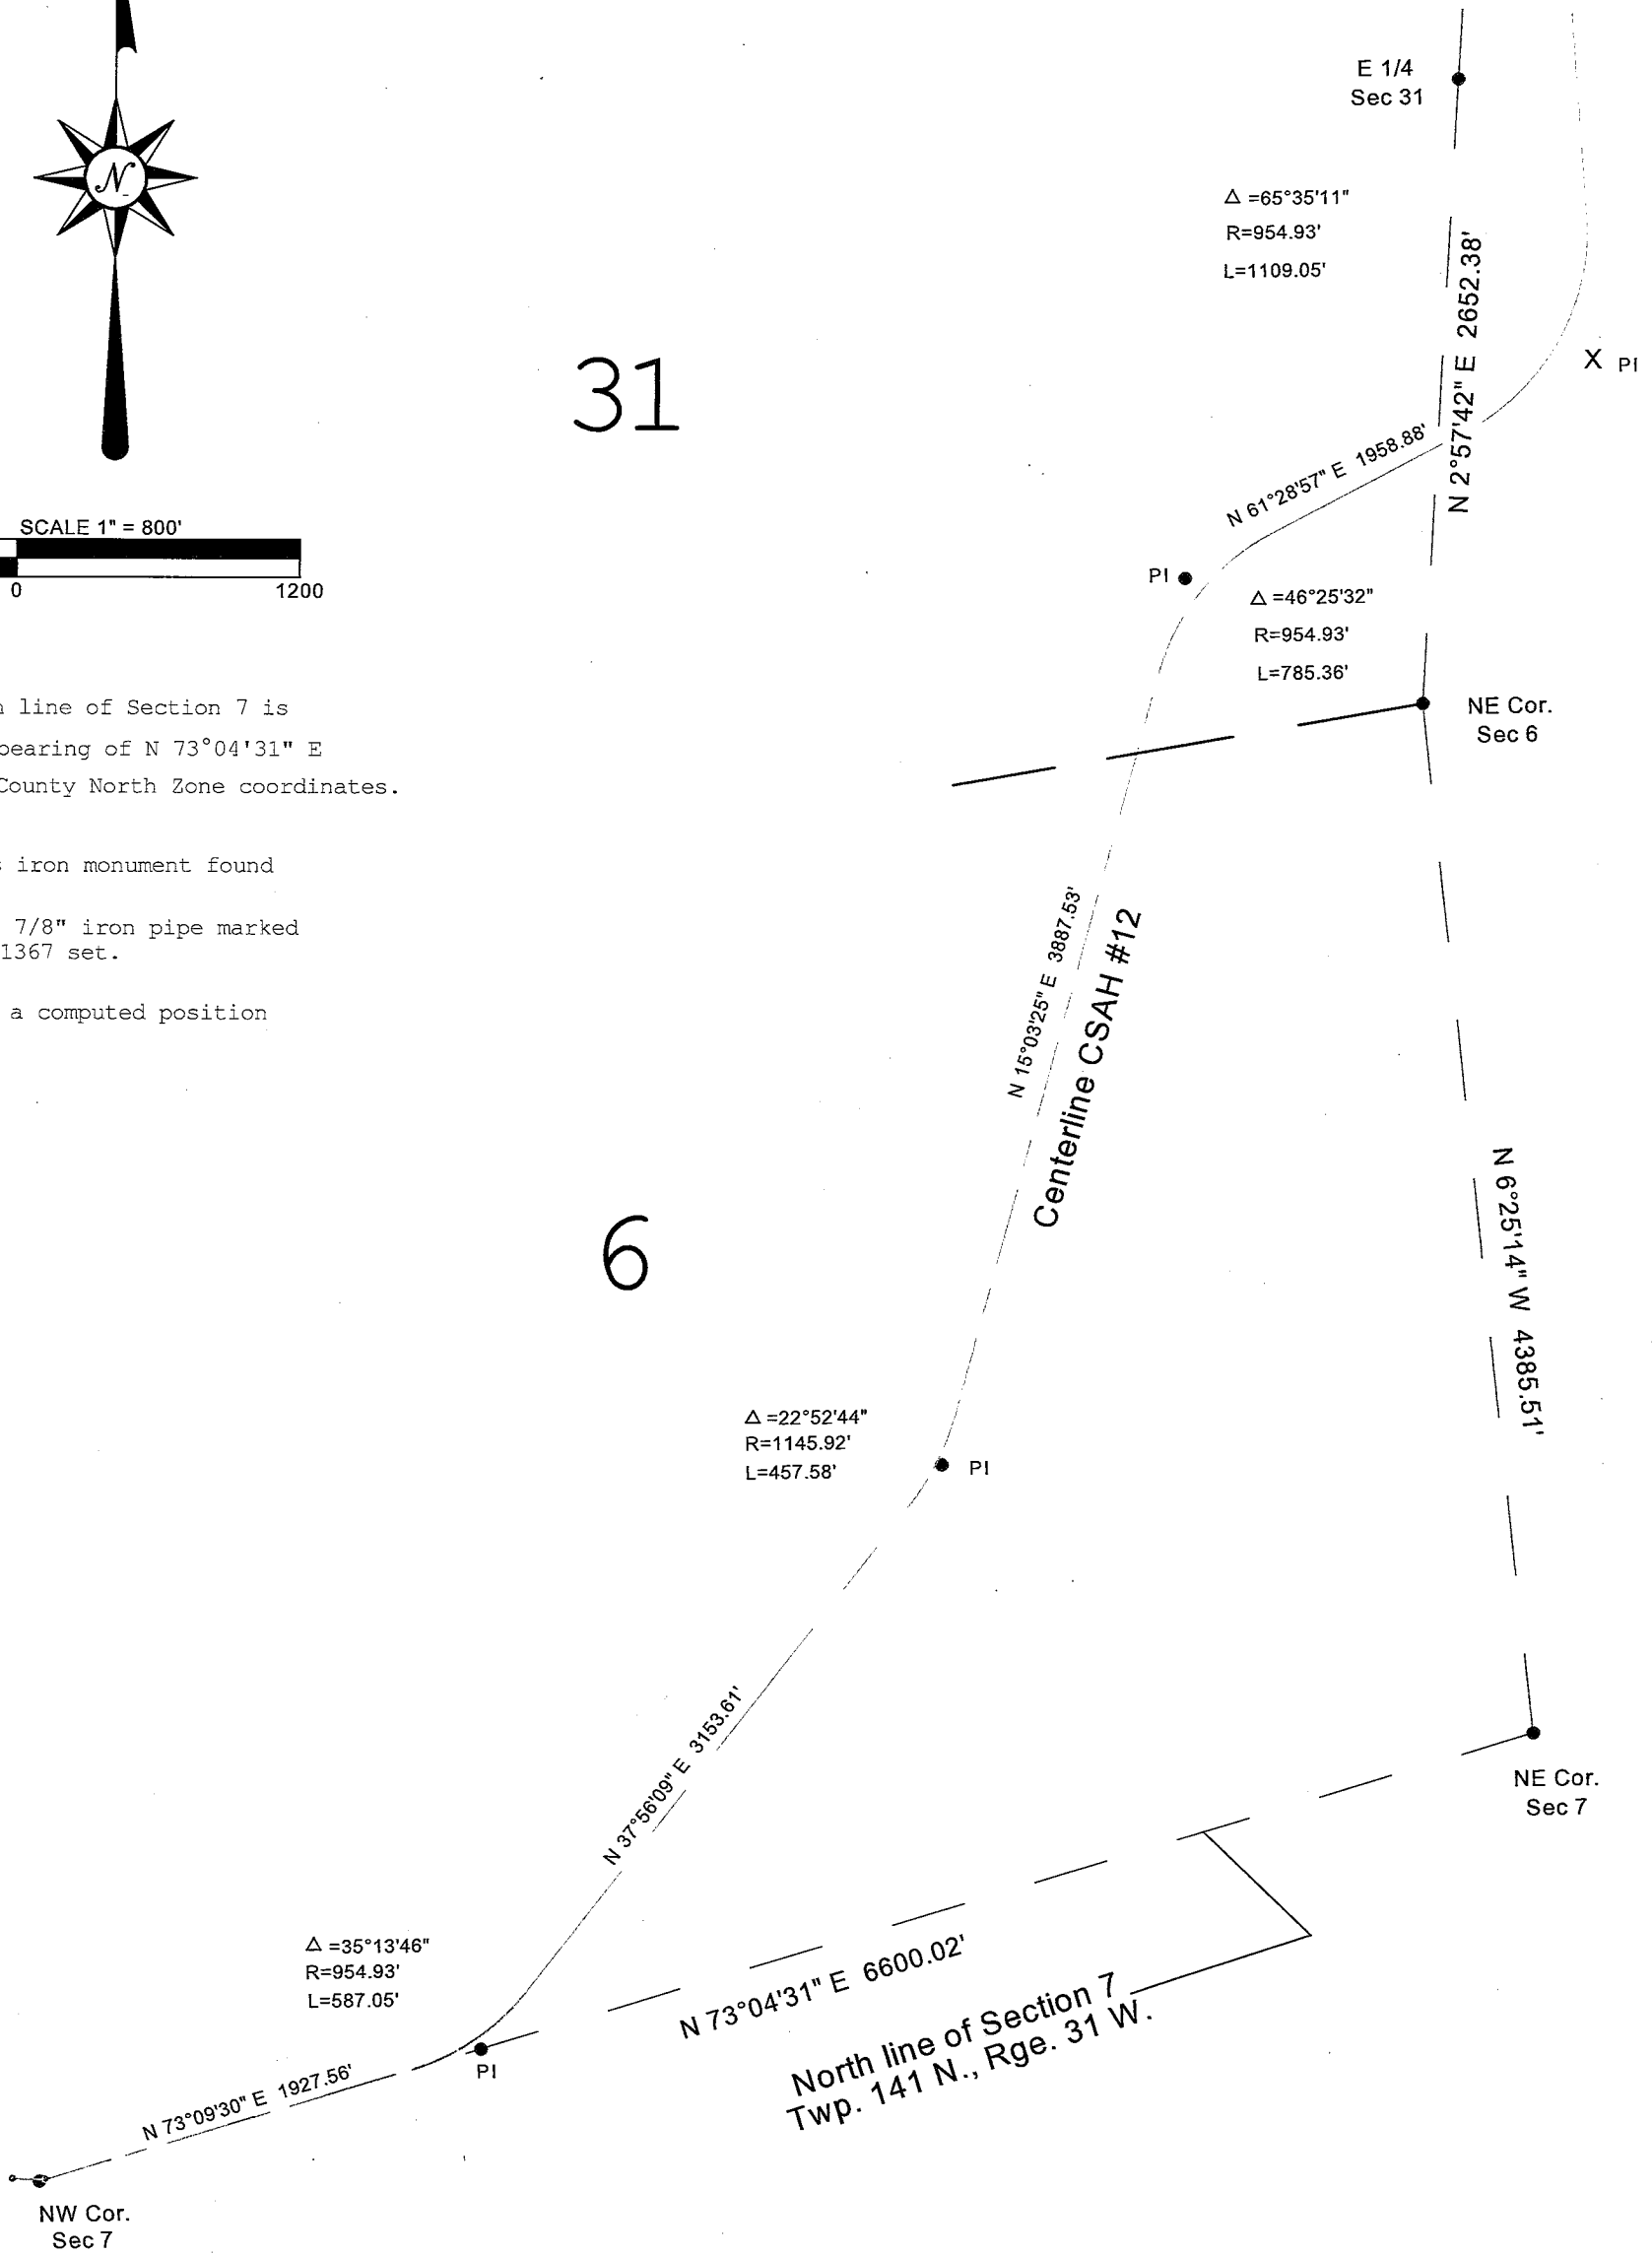 E 1/4
Sec 31
N
Δ =65°35'11"
R=954.93'
L=1109.05'
N 2°57'42" E 2652.38'
31
X PI
N 61°28'57" E 1958.88'
SCALE 1" = 800'
0 1200
PI
Δ =46°25'32"
R=954.93'
L=785.36'
NE Cor.
Sec 6
line of Section 7 is
bearing of N 73°04'31" E
County North Zone coordinates.
iron monument found
7/8" iron pipe marked
1367 set.
a computed position
N 15°03'25" E 3887.53'
Centerline CSAH #12
N 6°25'14" W 4385.51'
6
Δ =22°52'44"
R=1145.92'
L=457.58'
PI
N 37°56'09" E 3153.61'
NE Cor.
Sec 7
Δ =35°13'46"
R=954.93'
L=587.05'
N 73°04'31" E 6600.02'
North line of Section 7
Twp. 141 N., Rge. 31 W.
PI
N 73°09'30" E 1927.56'
NW Cor.
Sec 7